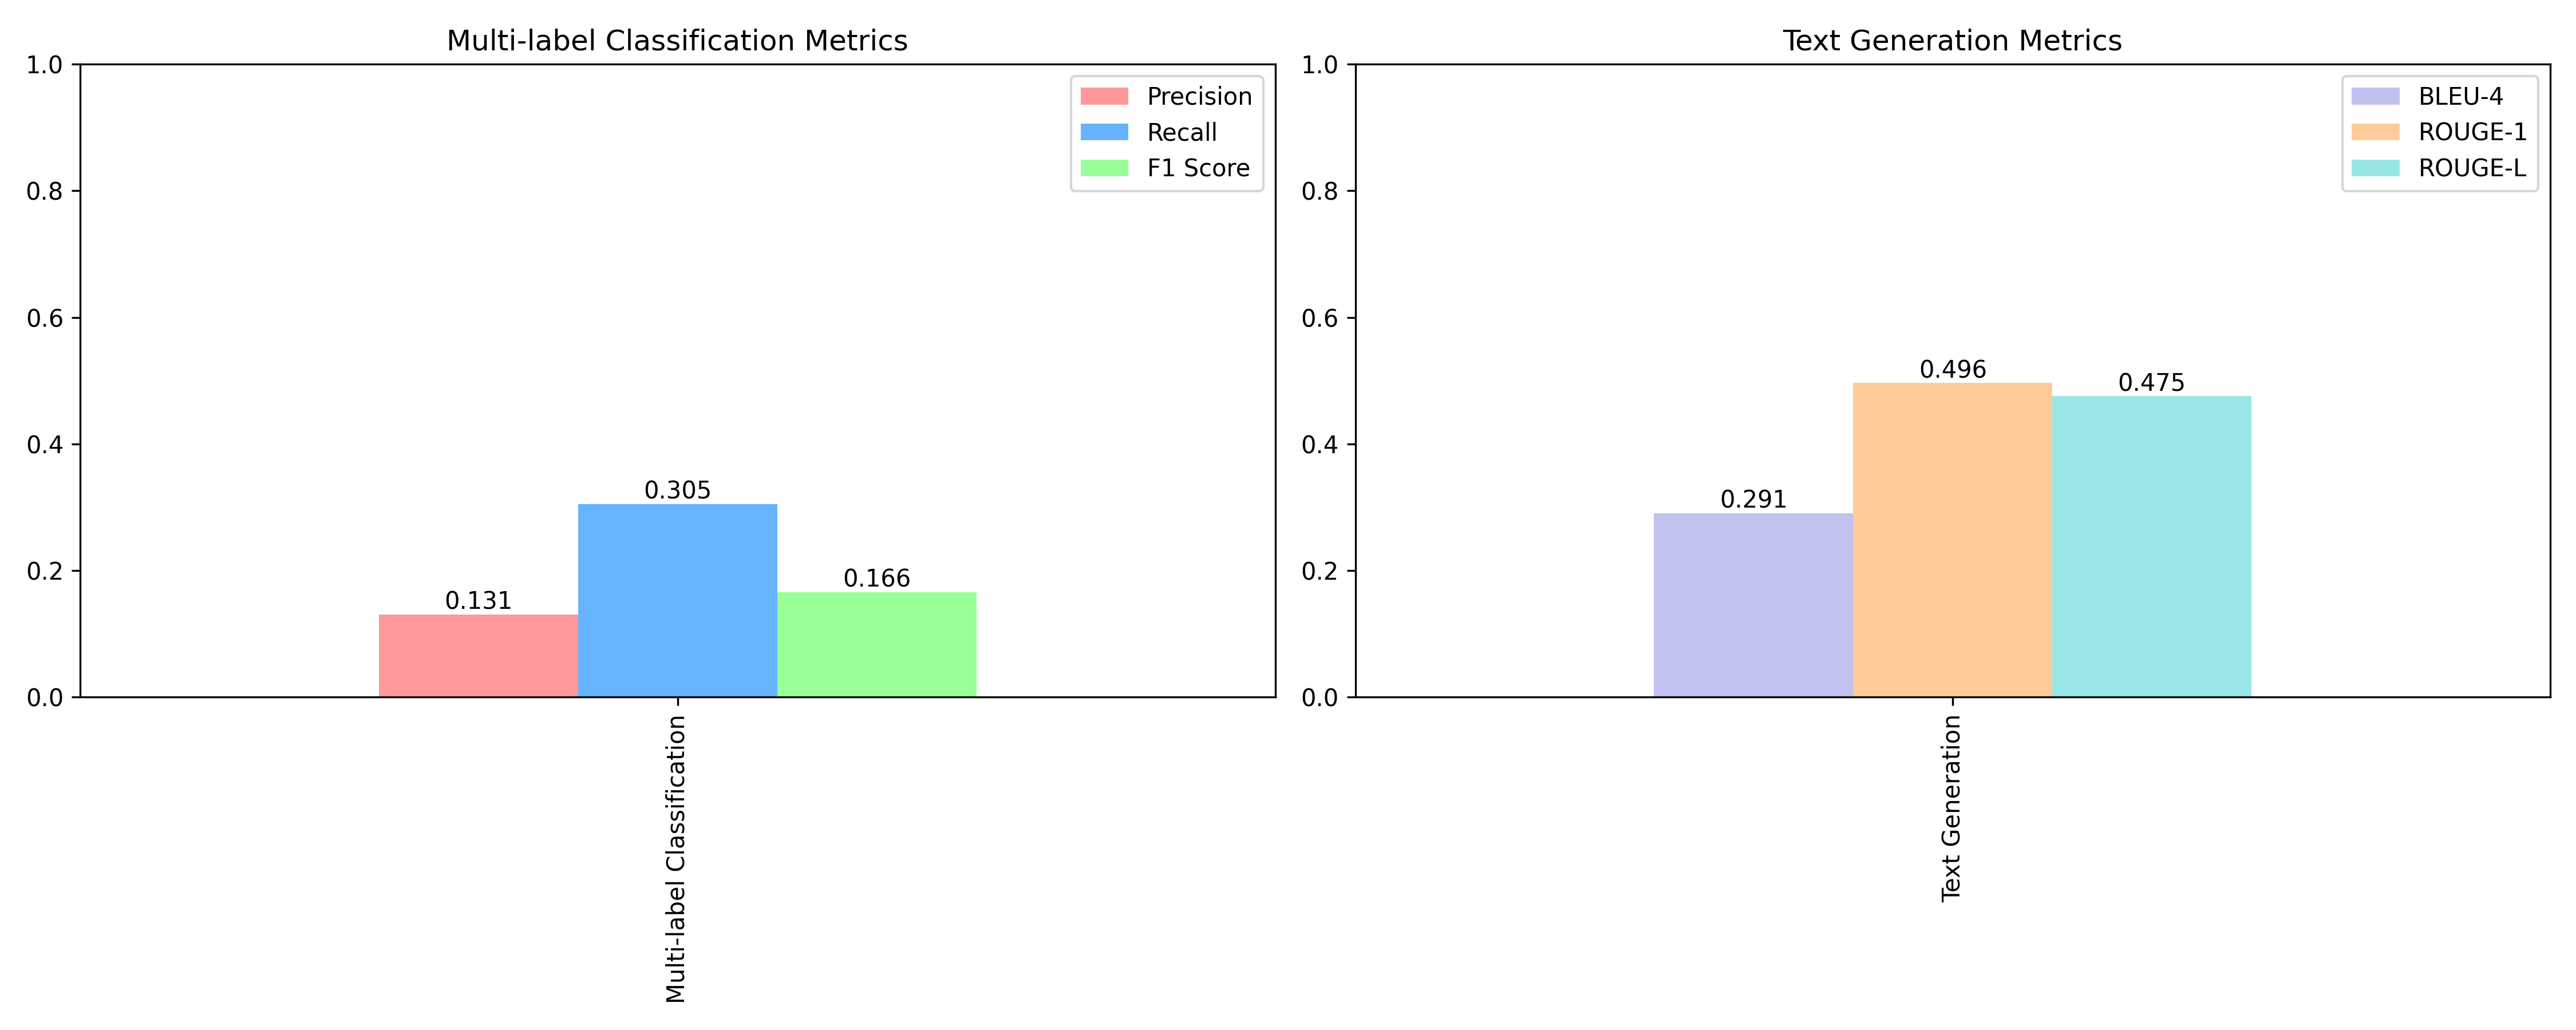 Multi-label Classification Metrics
1.0
0.8
0.6
0.4
0.2
0.0
Precision
Recall
F1 Score
0.131
0.305
0.166
Multi-label Classification
Text Generation Metrics
1.0
0.8
0.6
0.4
0.2
0.0
BLEU-4
ROUGE-1
ROUGE-L
0.291
0.496
0.475
Text Generation